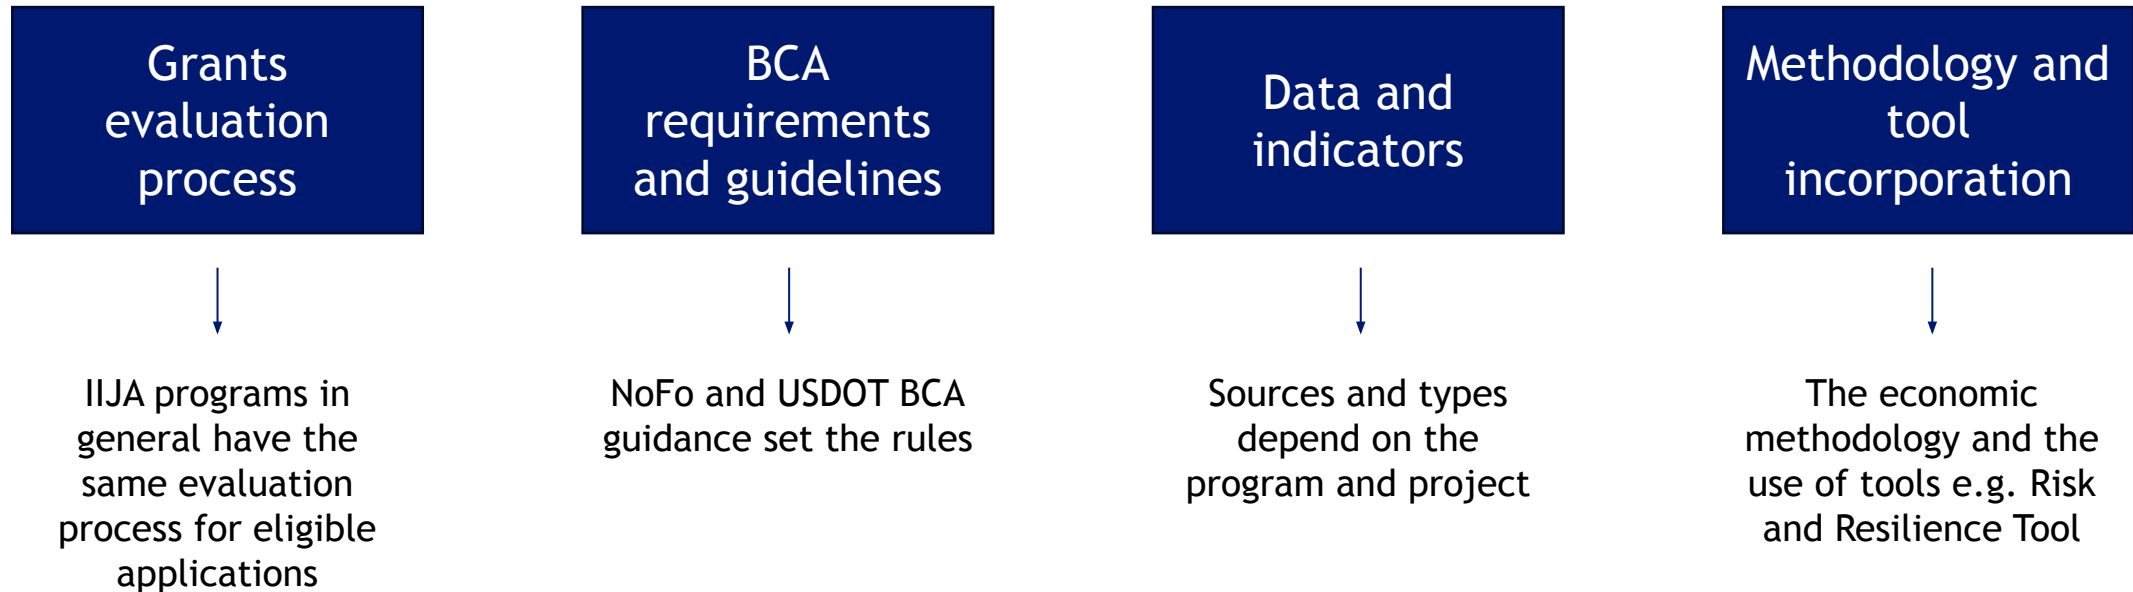 Grants
evaluation
process
BCA
requirements
and guidelines
Data and
indicators
Methodology and
tool
incorporation
IIJA programs in
general have the
same evaluation
process for eligible
applications
NoFo and USDOT BCA
guidance set the rules
Sources and types
depend on the
program and project
The economic
methodology and the
use of tools e.g. Risk
and Resilience Tool